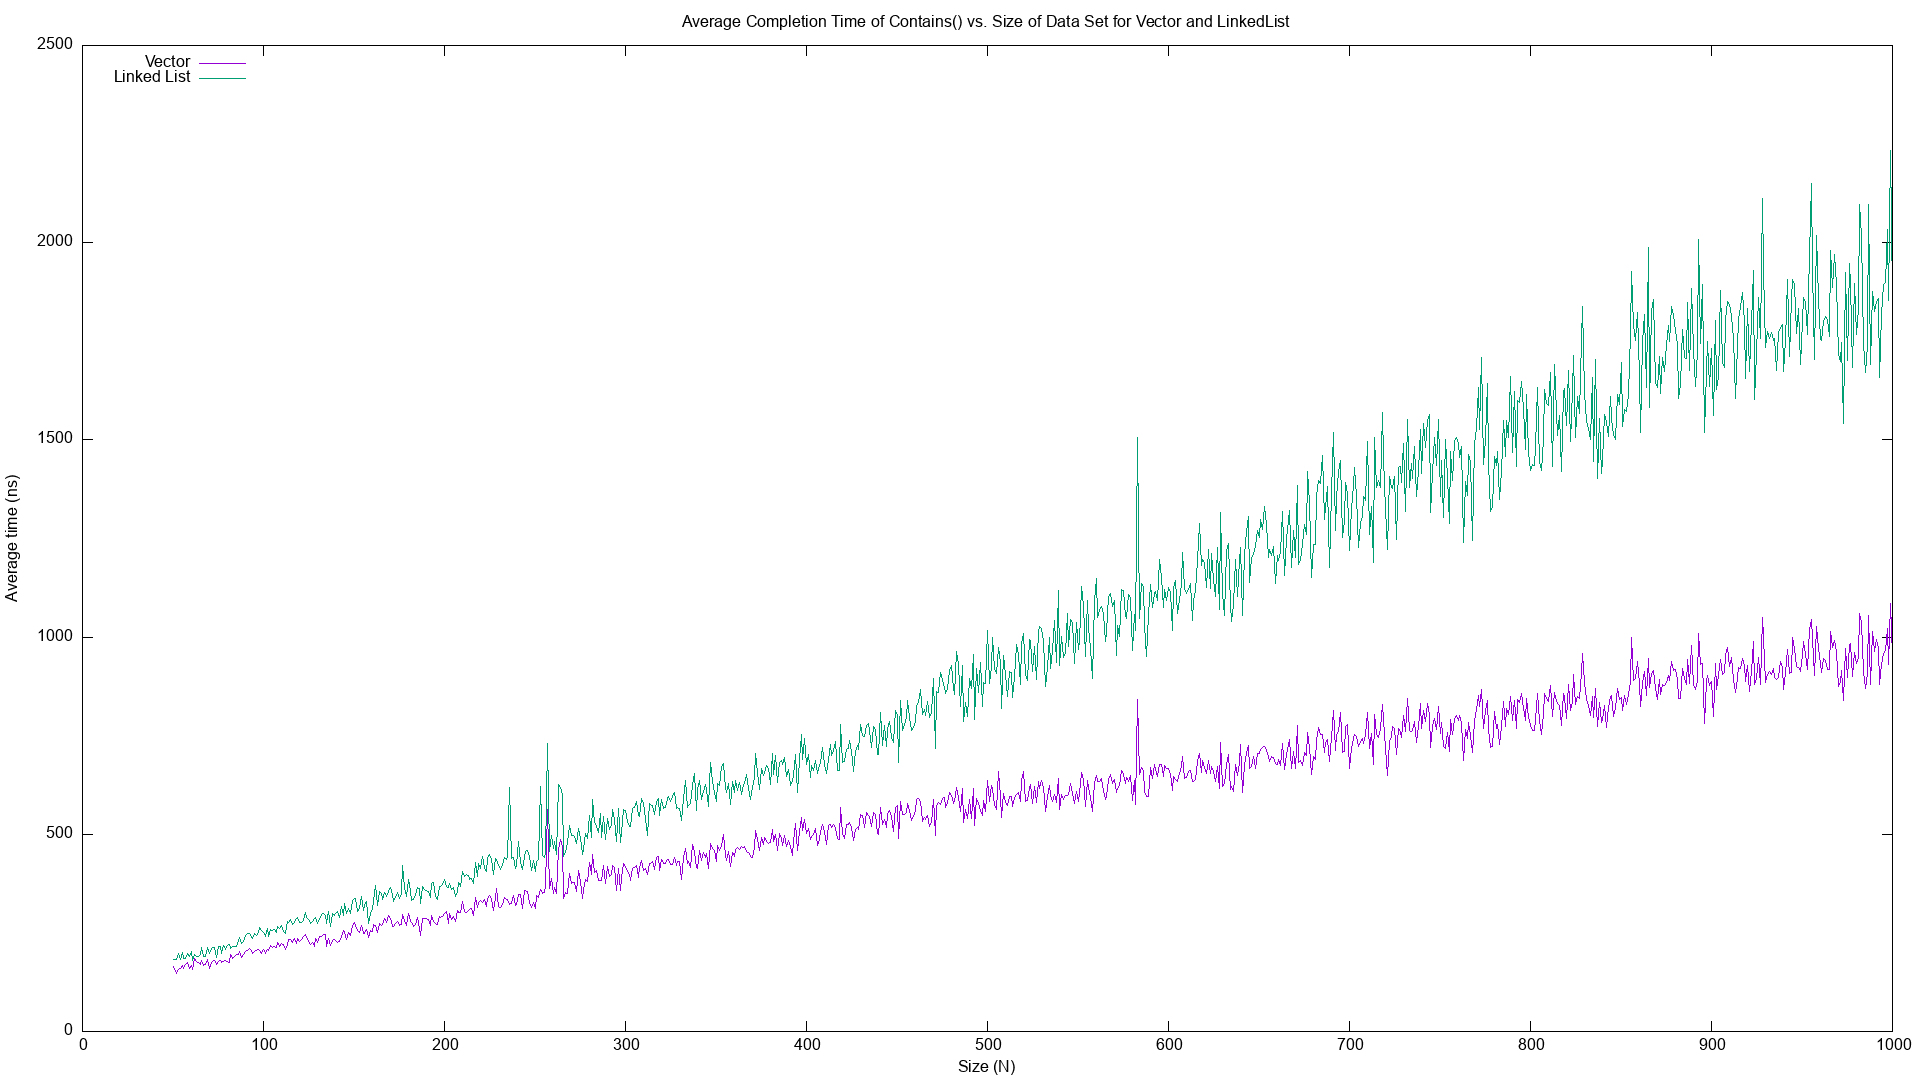 Average Completion Time of Contains() vs. Size of Data Set for Vector and LinkedList
2500
Vector
Linked List
2000
1500
1000
500
0
Average time (ns)
0 100 200 300 400 500 600 700 800 900 1000
Size (N)